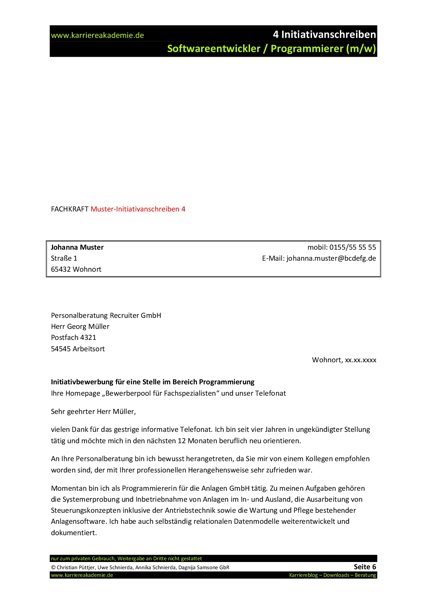 www.karriereakademie.de
4 Initiativanschreiben
Softwareentwickler / Programmierer (m/w)
FACHKRAFT Muster-Initiativanschreiben 4
Johanna Muster
mobil: 0155/55 55 55
Straße 1
E-Mail: johanna.muster@bcdefg.de
65432 Wohnort
Personalberatung Recruiter GmbH
Herr Georg Müller
Postfach 4321
54545 Arbeitsort
Wohnort, xx.xx.xxxx
Initiativbewerbung für eine Stelle im Bereich Programmierung
Ihre Homepage „Bewerberpool für Fachspezialisten“ und unser Telefonat
Sehr geehrter Herr Müller,
vielen Dank für das gestrige informative Telefonat. Ich bin seit vier Jahren in ungekündigter Stellung
tätig und möchte mich in den nächsten 12 Monaten beruflich neu orientieren.
An Ihre Personalberatung bin ich bewusst herangetreten, da Sie mir von einem Kollegen empfohlen
worden sind, der mit Ihrer professionellen Herangehensweise sehr zufrieden war.
Momentan bin ich als Programmiererin für die Anlagen GmbH tätig. Zu meinen Aufgaben gehören
die Systemerprobung und Inbetriebnahme von Anlagen im In- und Ausland, die Ausarbeitung von
Steuerungskonzepten inklusive der Antriebstechnik sowie die Wartung und Pflege bestehender
Anlagensoftware. Ich habe auch selbständig relationalen Datenmodelle weiterentwickelt und
dokumentiert.
nur zum privaten Gebrauch, Weitergabe an Dritte nicht gestattet
© Christian Püttjer, Uwe Schnierda, Annika Schnierda, Dagnija Samsone GbR
Seite 6
www.karriereakademie.de
Karriereblog – Downloads – Beratung